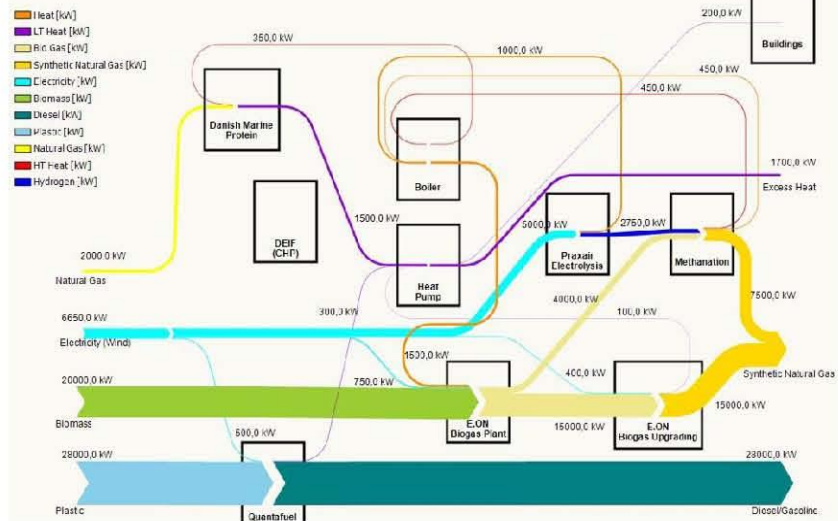 Heat [kW]
LT Heat [kW]
Bio Gas [kW]
Synthetic Natural Gas [kW]
Electricity [kW]
Biomass [kW]
Diesel [kW]
Plastic [kW]
Natural Gas [kW]
HT Heat [kW]
Hydrogen [kW]
200,0 kW
Buildings
350,0 kW
1000,0 kW
450,0 kW
450,0 kW
Danish Marine
Protein
Boiler
1700,0 kW
Excess Heat
DEIF
(CHP)
1500,0 kW
5000,0 kW
2750,0 kW
2000,0 kW
Natural Gas
Heat
Pump
Praxair
Electrolysis
Methanation
7500,0 kW
4000,0 kW
300,0 kW
100,0 kW
6650,0 kW
Electricity (Wind)
1500,0 kW
400,0 kW
Synthetic Natural Gas
20000,0 kW
750,0 kW
15000,0 kW
Biomass
E.ON
Biogas Plant
15000,0 kW
E.ON
Biogas Upgrading
500,0 kW
28000,0 kW
23000,0 kW
Plastic
Quantafuel
Diesel/Gasoline